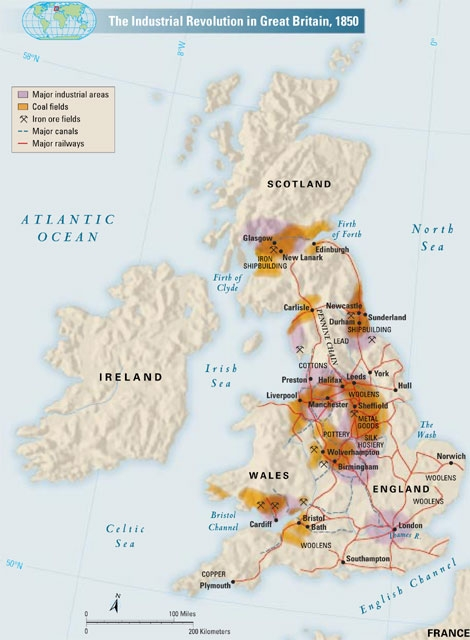 The Industrial Revolution in Great Britain, 1850
58°N
8°W
0°
Major industrial areas
Coal fields
Iron ore fields
Major canals
Major railways
SCOTLAND
ATLANTIC
OCEAN
North
Sea
Firth
of Forth
Glasgow
Edinburgh
New Lanark
IRON
SHIPBUILDING
Firth of
Clyde
Carlisle
Newcastle
Sunderland
Durham
SHIPBUILDING
PENNINE CHAIN
LEAD
Irish
Sea
IRELAND
COTTONS
Preston
Halifax
Leeds
York
Hull
WOOLENS
Liverpool
Manchester
Sheffield
METAL
GOODS
The
Wash
POTTERY
SILK
HOSIERY
Wolverhampton
Birmingham
Norwich
WOOLENS
WALES
ENGLAND
WOOLENS
Bristol
Channel
Cardiff
Bristol
Bath
London
Thames R.
Celtic
Sea
WOOLENS
Southampton
50°N
COPPER
Plymouth
English Channel
N
0 100 Miles
0 200 Kilometers
FRANCE